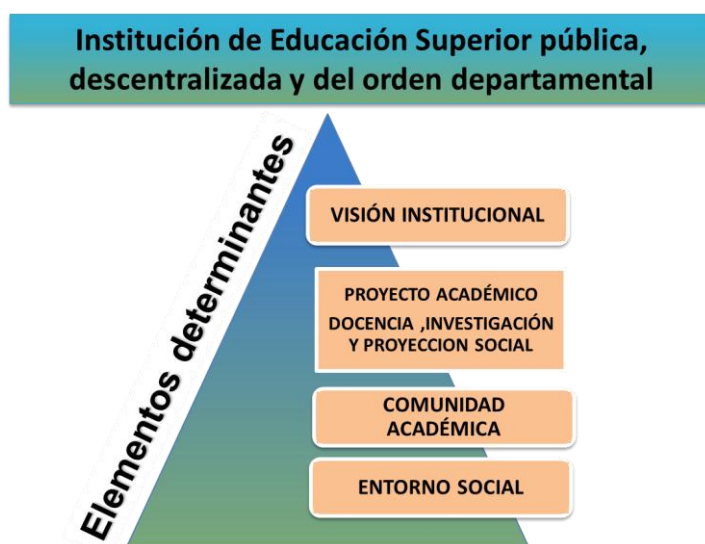 Institución de Educación Superior pública,
descentralizada y del orden departamental
Elementos determinantes
VISIÓN INSTITUCIONAL
PROYECTO ACADÉMICO
DOCENCIA ,INVESTIGACIÓN
Y PROYECCION SOCIAL
COMUNIDAD
ACADÉMICA
ENTORNO SOCIAL